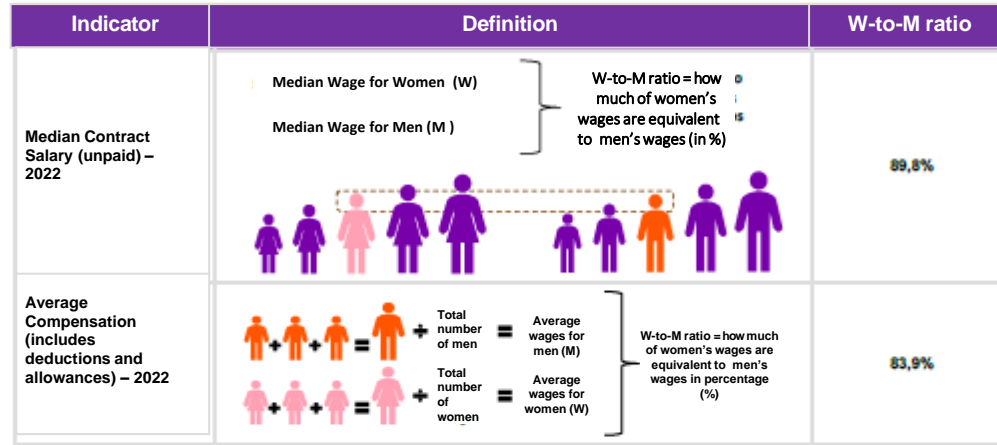 Indicator
Definition
W-to-M ratio
Median Contract
Salary (unpaid) –
2022
Median Wage for Women (W)
Median Wage for Men (M )
W-to-M ratio = how
much of women's
wages are equivalent
to men's wages (in %)
89,8%
Average
Compensation
(includes
deductions and
allowances) – 2022
+ + = ÷
Total
number
of men
=
Average
wages for
men (M)
+ + = ÷
Total
number
of
women
=
Average
wages for
women (W)
W-to-M ratio = how much
of women's wages are
equivalent to men's
wages in percentage
(%)
83,9%